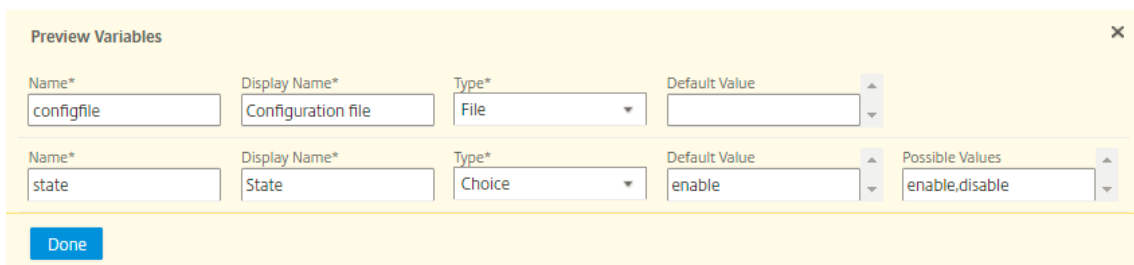 Preview Variables
Name* Display Name* Type* Default Value
configfile Configuration file File
Name* Display Name* Type* Default Value Possible Values
state State Choice enable enable,disable
Done